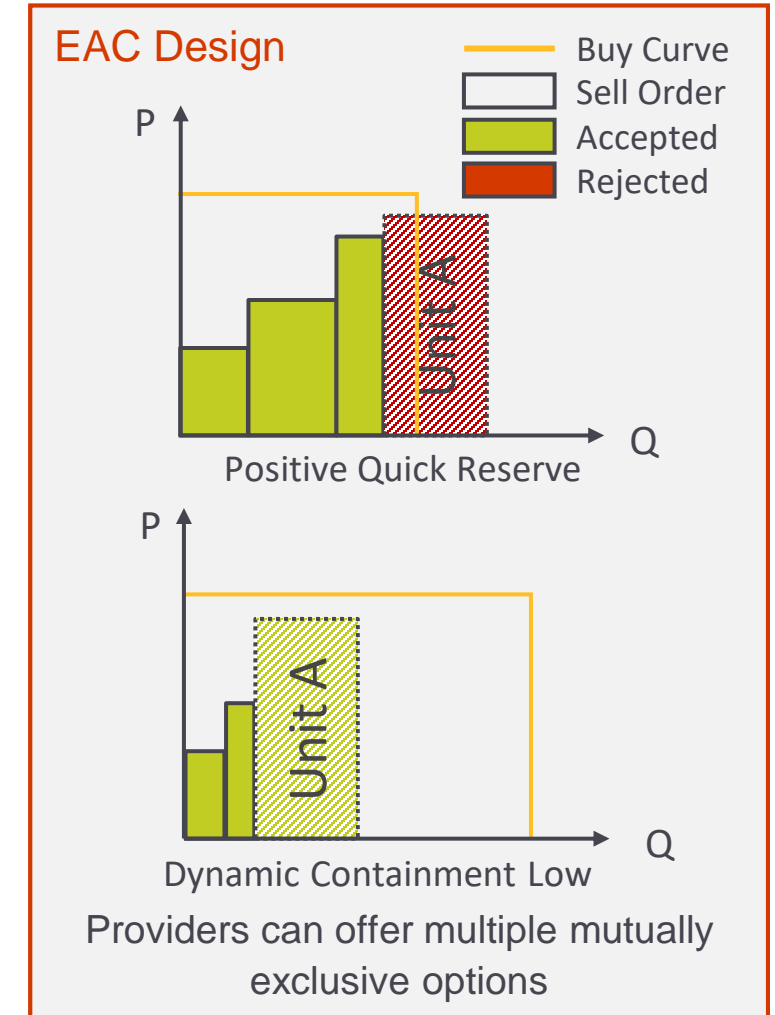 EAC Design
Buy Curve
Sell Order
Accepted
Rejected
P
Unit A
Q
Positive Quick Reserve
P
Unit A
Q
Dynamic Containment Low
Providers can offer multiple mutually
exclusive options